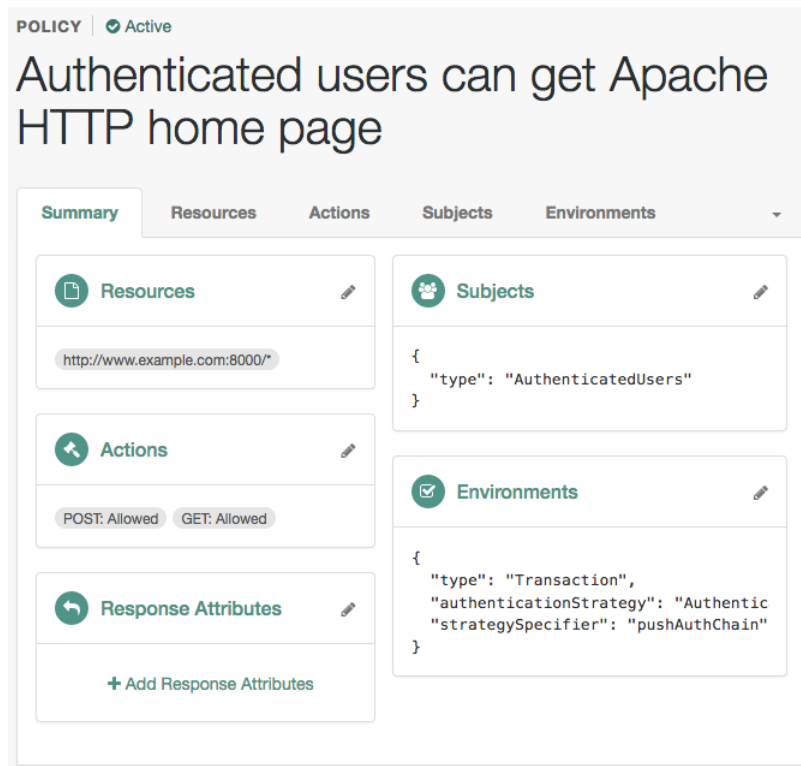 POLICY Active
Authenticated users can get Apache
HTTP home page
Summary Resources Actions Subjects Environments
Resources
http://www.example.com:8000/*
Actions
POST: Allowed GET: Allowed
Response Attributes
+ Add Response Attributes
Subjects
{
"type": "AuthenticatedUsers"
}
Environments
{
"type": "Transaction",
"authenticationStrategy": "Authentic
"strategySpecifier": "pushAuthChain"
}